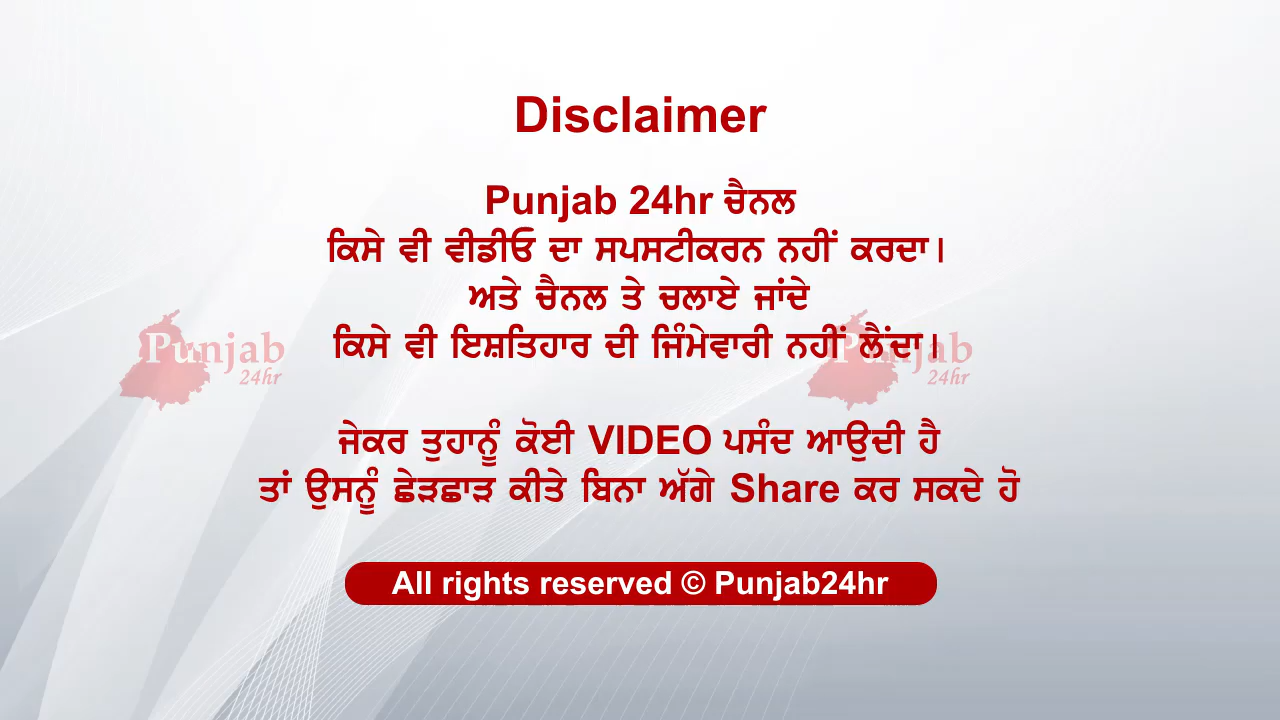 Disclaimer
Punjab 24hr ਚੈਨਲ
ਕਿਸੇ ਵੀ ਵੀਡੀਓ ਦਾ ਸਪਸਟੀਕਰਨ ਨਹੀਂ ਕਰਦਾ।
ਅਤੇ ਚੈਨਲ ਤੇ ਚਲਾਏ ਜਾਂਦੇ
ਕਿਸੇ ਵੀ ਇਸ਼ਤਿਹਾਰ ਦੀ ਜਿੰਮੇਵਾਰੀ ਨਹੀਂ ਲੈਂਦਾ।
Punjab
24hr
Punjab
24hr
ਜੇਕਰ ਤੁਹਾਨੂੰ ਕੋਈ VIDEO ਪਸੰਦ ਆਉਦੀ ਹੈ
ਤਾਂ ਉਸਨੂੰ ਛੇੜਛਾੜ ਕੀਤੇ ਬਿਨਾ ਅੱਗੇ Share ਕਰ ਸਕਦੇ ਹੋ
All rights reserved © Punjab24hr